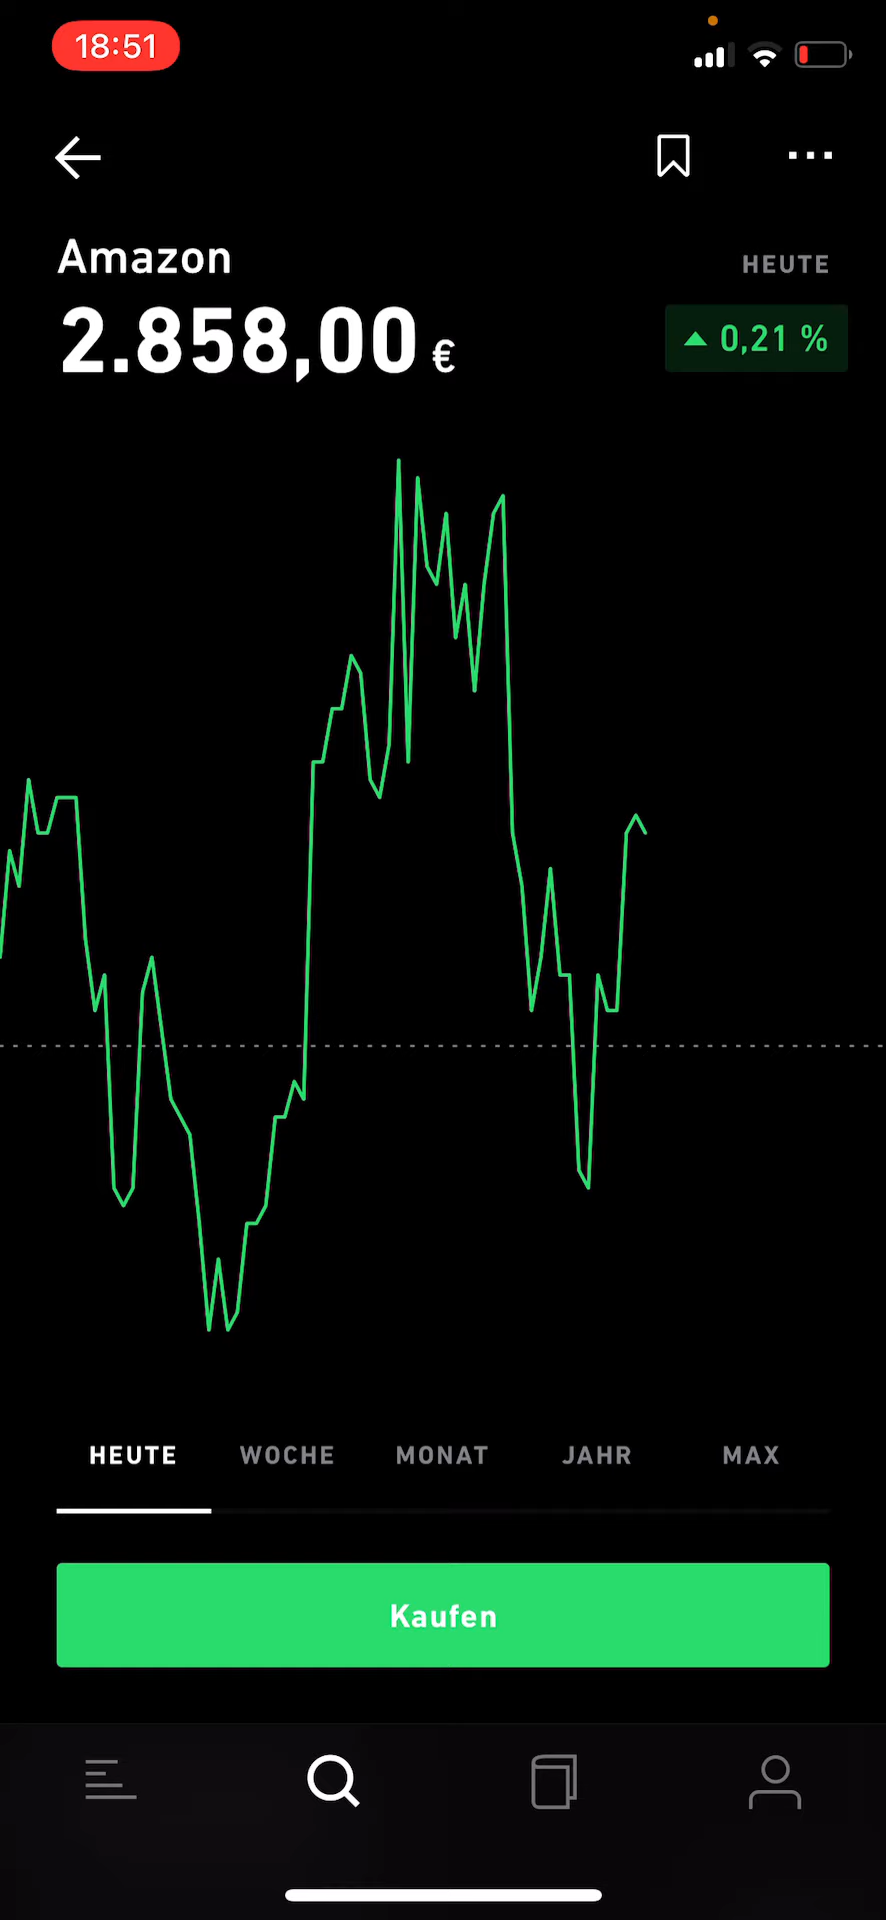 18:51
Amazon
HEUTE
2.858,00 €
0,21 %
HEUTE WOCHE MONAT JAHR MAX
Kaufen